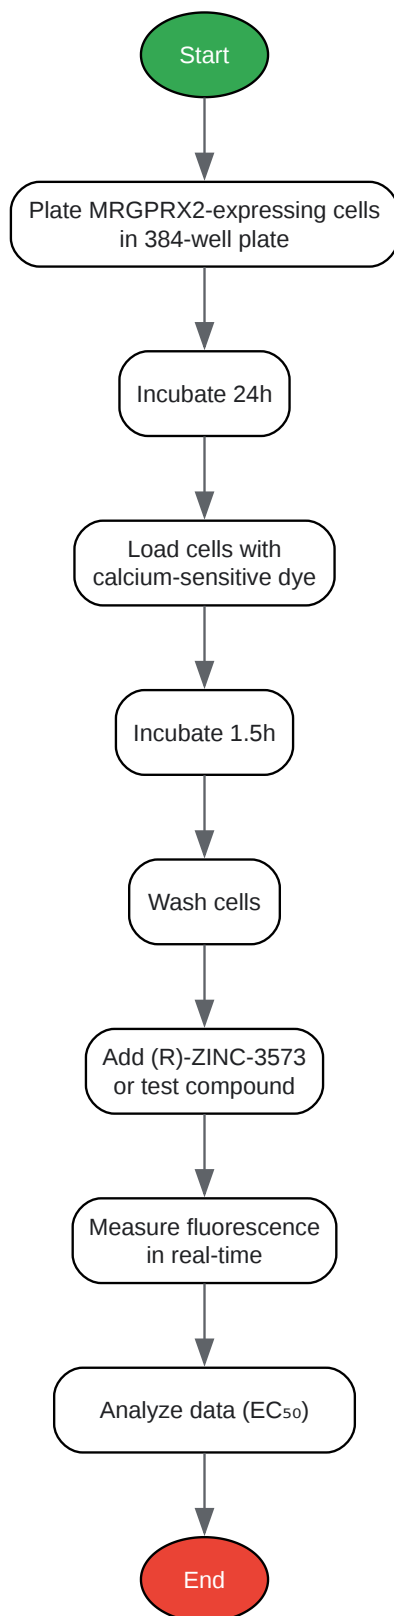 Start
Plate MRGPRX2-expressing cells
in 384-well plate
Incubate 24h
Load cells with
calcium-sensitive dye
Incubate 1.5h
Wash cells
Add (R)-ZINC-3573
or test compound
Measure fluorescence
in real-time
Analyze data (EC₅₀)
End